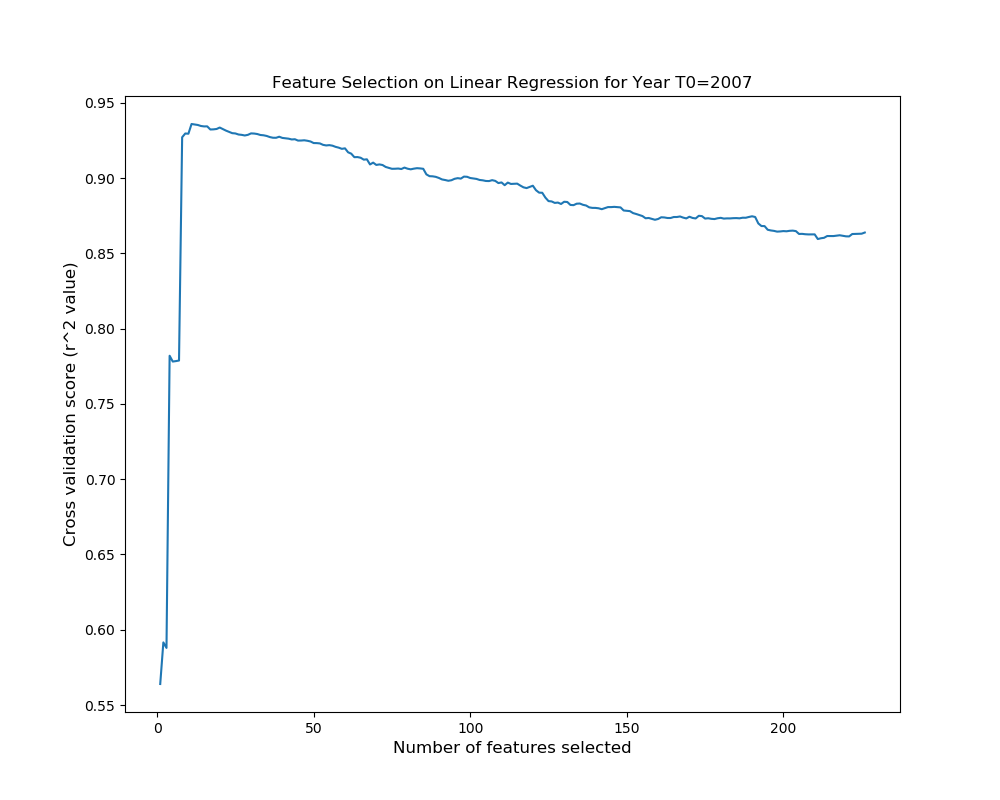 Feature Selection on Linear Regression for Year T0=2007
0.95
0.90
0.85
0.80
0.75
0.70
0.65
0.60
0.55
Cross validation score (r^2 value)
0 50 100 150 200
Number of features selected